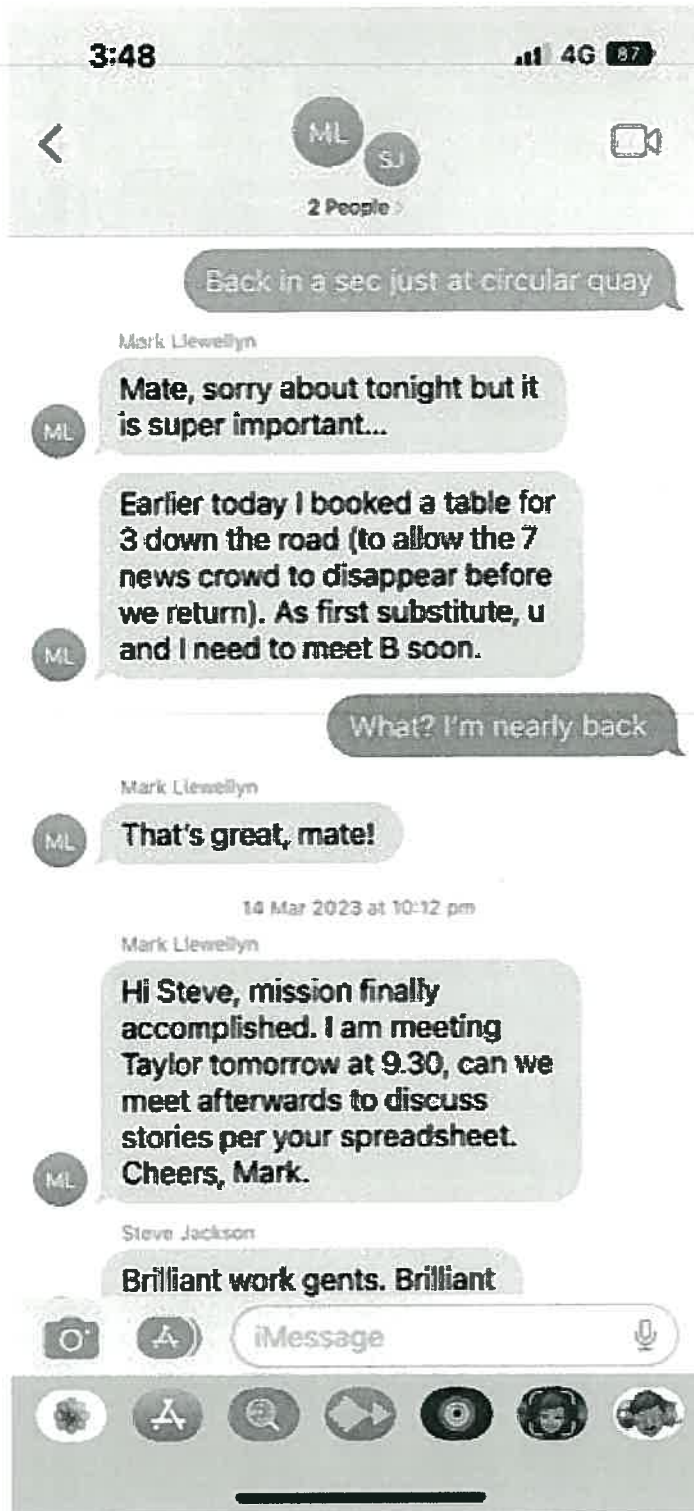 3:48
4G 87
ML
SJ
2 People
Back in a sec just at circular quay
Mark Llewellyn
Mate, sorry about tonight but it
is super important...
ML
Earlier today I booked a table for
3 down the road (to allow the 7
news crowd to disappear before
we return). As first substitute, u
and I need to meet B soon.
ML
What? I'm nearly back
Mark Llewellyn
That's great, mate!
ML
14 Mar 2023 at 10:12 pm
Mark Llewellyn
Hi Steve, mission finally
accomplished. I am meeting
Taylor tomorrow at 9.30, can we
meet afterwards to discuss
stories per your spreadsheet.
Cheers, Mark.
ML
Steve Jackson
Brilliant work gents. Brilliant
iMessage